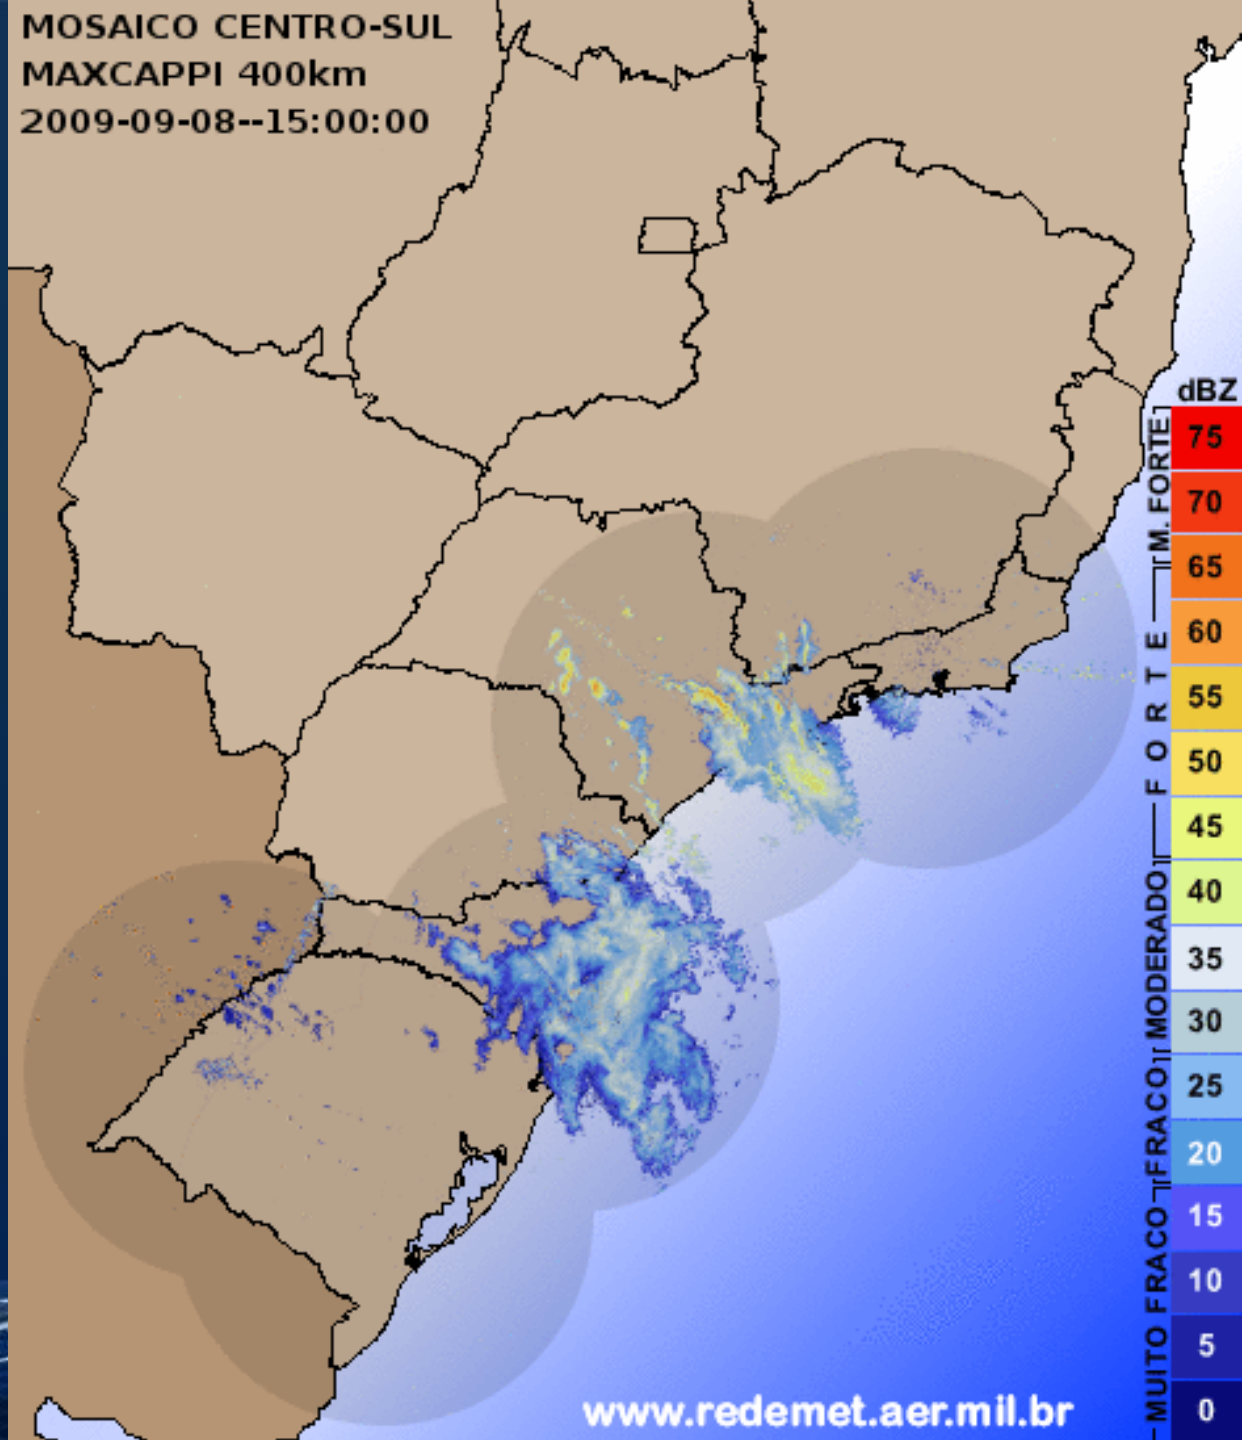 MOSAICO CENTRO-SUL
MAXCAPPI 400km
2009-09-08--15:00:00
dBZ
75
70
65
60
55
50
45
40
35
30
25
20
15
10
5
0
M. FORTE
FORTE
MODERADO
FRACO
MUITO FRACO
www.redemet.aer.mil.br